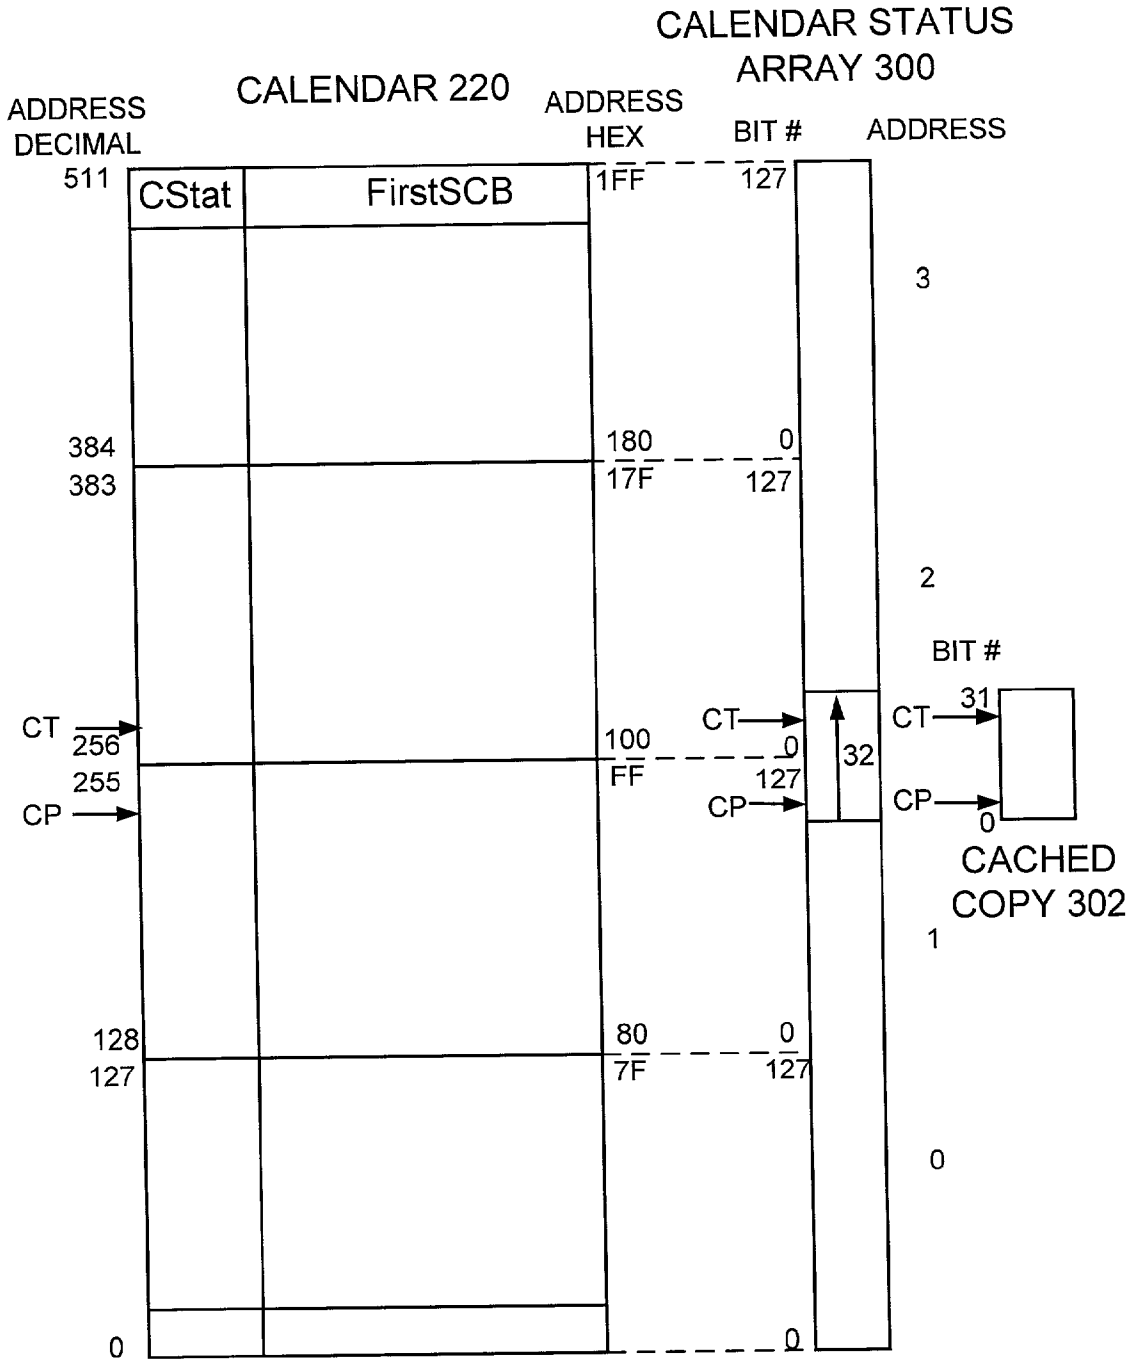 CALENDAR STATUS
ARRAY 300
CALENDAR 220
ADDRESS
DECIMAL
ADDRESS
HEX
BIT #
ADDRESS
511
CStat
FirstSCB
1FF
127
3
384
180
0
383
17F
127
2
BIT #
31
CT
CT
CT
256
100
0
32
255
FF
127
CP
CP
CP
0
CACHED
COPY 302
1
128
80
0
127
7F
127
0
0
0